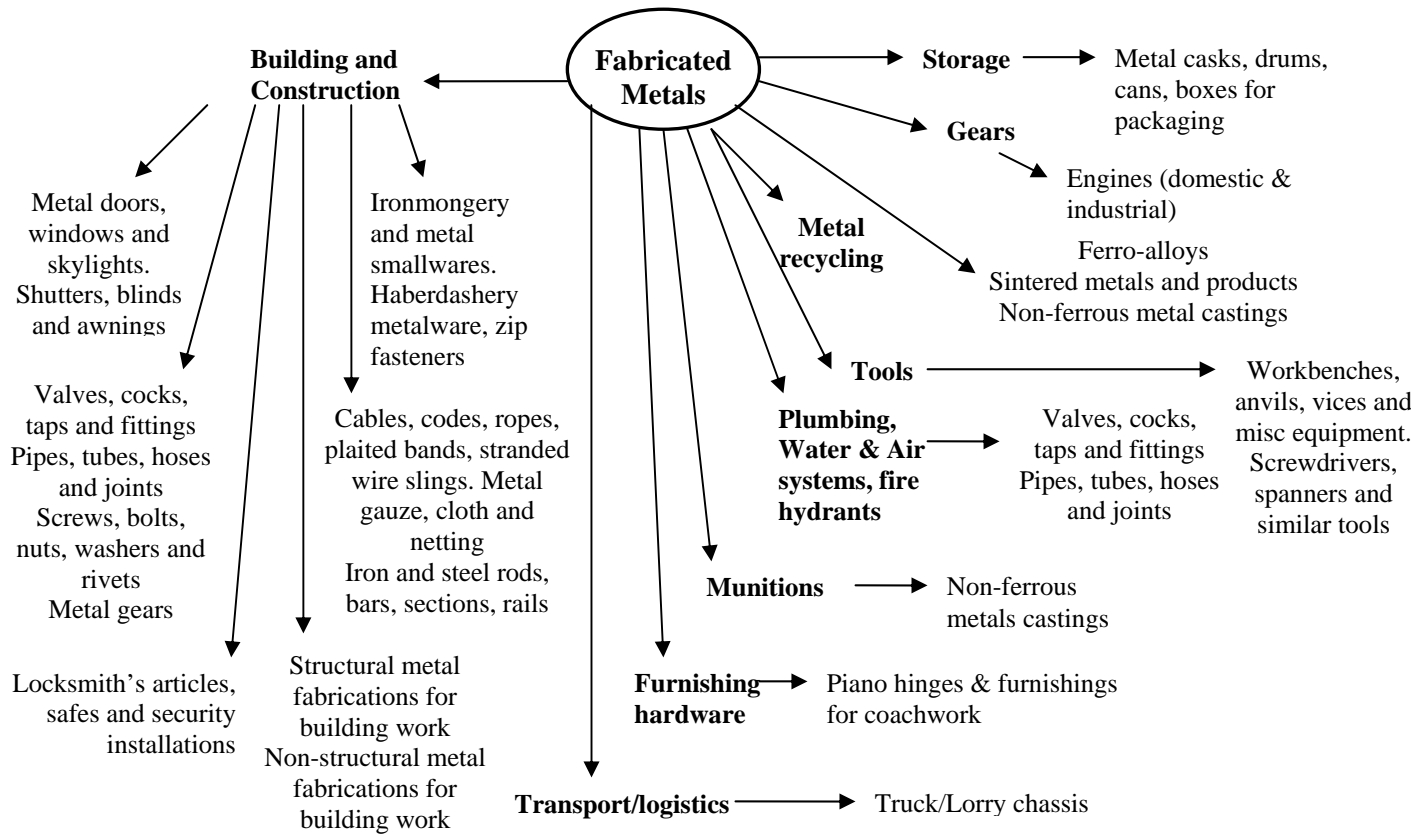 Fabricated
Metals
Building and
Construction
Metal doors,
windows and
skylights.
Shutters, blinds
and awnings
Ironmongery
and metal
smallwares.
Haberdashery
metalware, zip
fasteners
Valves, cocks,
taps and fittings
Pipes, tubes, hoses
and joints
Screws, bolts,
nuts, washers and
rivets
Metal gears
Cables, codes, ropes,
plaited bands, stranded
wire slings. Metal
gauze, cloth and
netting
Iron and steel rods,
bars, sections, rails
Locksmith’s articles,
safes and security
installations
Structural metal
fabrications for
building work
Non-structural metal
fabrications for
building work
Storage
Metal casks, drums,
cans, boxes for
packaging
Gears
Engines (domestic &
industrial)
Metal
recycling
Ferro-alloys
Sintered metals and products
Non-ferrous metal castings
Tools
Workbenches,
anvils, vices and
misc equipment.
Screwdrivers,
spanners and
similar tools
Plumbing,
Water & Air
systems, fire
hydrants
Valves, cocks,
taps and fittings
Pipes, tubes, hoses
and joints
Munitions
Non-ferrous
metals castings
Furnishing
hardware
Piano hinges & furnishings
for coachwork
Transport/logistics
Truck/Lorry chassis